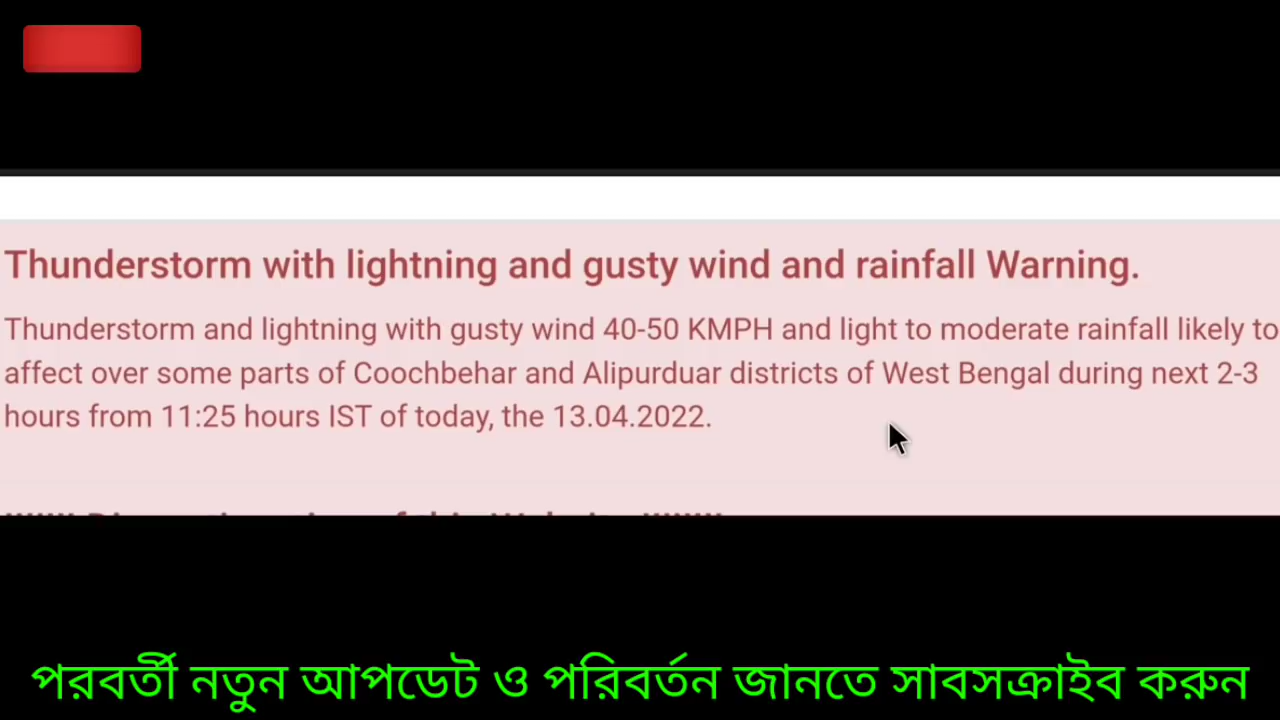 Thunderstorm with lightning and gusty wind and rainfall Warning.
Thunderstorm and lightning with gusty wind 40-50 KMPH and light to moderate rainfall likely to
affect over some parts of Coochbehar and Alipurduar districts of West Bengal during next 2-3
hours from 11:25 hours IST of today, the 13.04.2022.
পরবর্তী নতুন আপডেট ও পরিবর্তন জানতে সাবসক্রাইব করুন